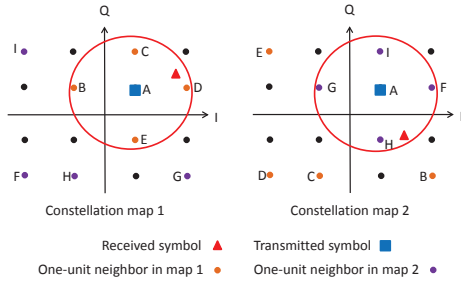 Q
Q
I
C
E
I
B
A
D
G
A
F
I
I
E
H
F
H
G
D
C
B
Constellation map 1
Constellation map 2
Received symbol
Transmitted symbol
One-unit neighbor in map 1
One-unit neighbor in map 2